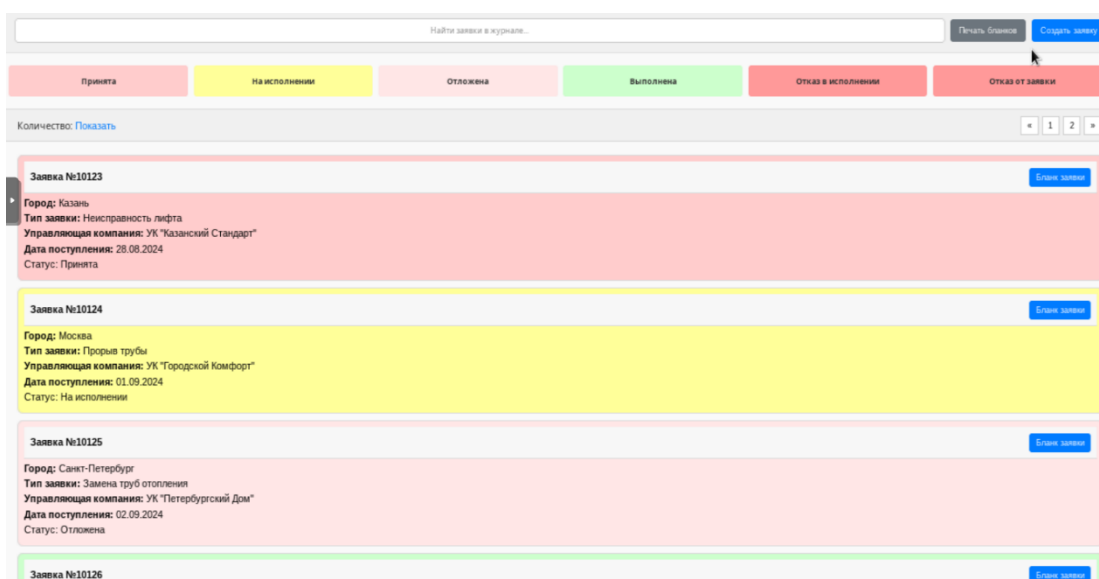 Найти заявки в журнале...
Печать бланков
Создать заявку
Принята
На исполнении
Отложена
Выполнена
Отказ в исполнении
Отказ от заявки
Количество: Показать
« 1 2 »
Заявка №10123
Бланк заявки
Город: Казань
Тип заявки: Неисправность лифта
Управляющая компания: УК "Казанский Стандарт"
Дата поступления: 28.08.2024
Статус: Принята
Заявка №10124
Бланк заявки
Город: Москва
Тип заявки: Прорыв трубы
Управляющая компания: УК "Городской Комфорт"
Дата поступления: 01.09.2024
Статус: На исполнении
Заявка №10125
Бланк заявки
Город: Санкт-Петербург
Тип заявки: Замена труб отопления
Управляющая компания: УК "Петербургский Дом"
Дата поступления: 02.09.2024
Статус: Отложена
Заявка №10126
Бланк заявки